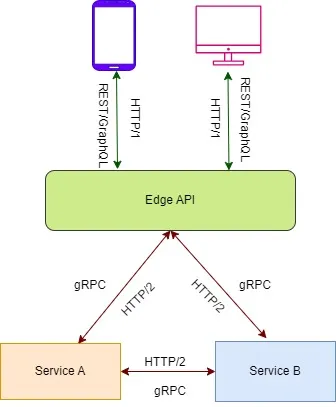 REST/GraphQL
HTTP/1
HTTP/1
REST/GraphQL
Edge API
gRPC
HTTP/2
HTTP/2
gRPC
Service A
HTTP/2
gRPC
Service B